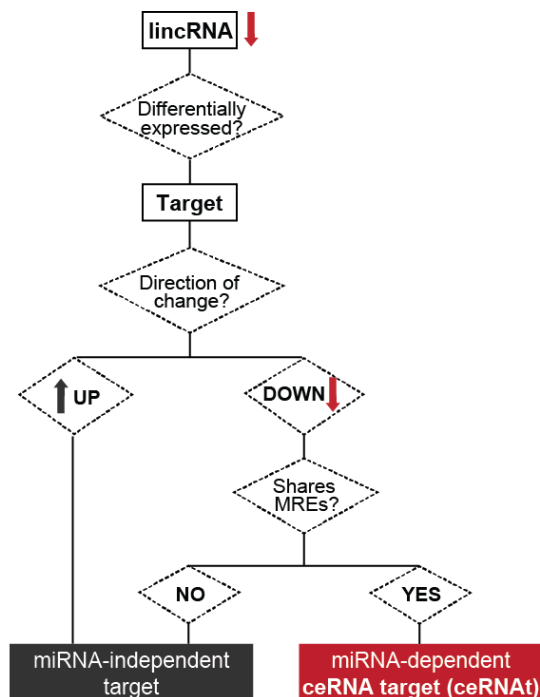 lincRNA
Differentially
expressed?
Target
Direction of
change?
UP
DOWN
Shares
MREs?
NO
YES
miRNA-independent
target
miRNA-dependent
ceRNA target (ceRNAt)